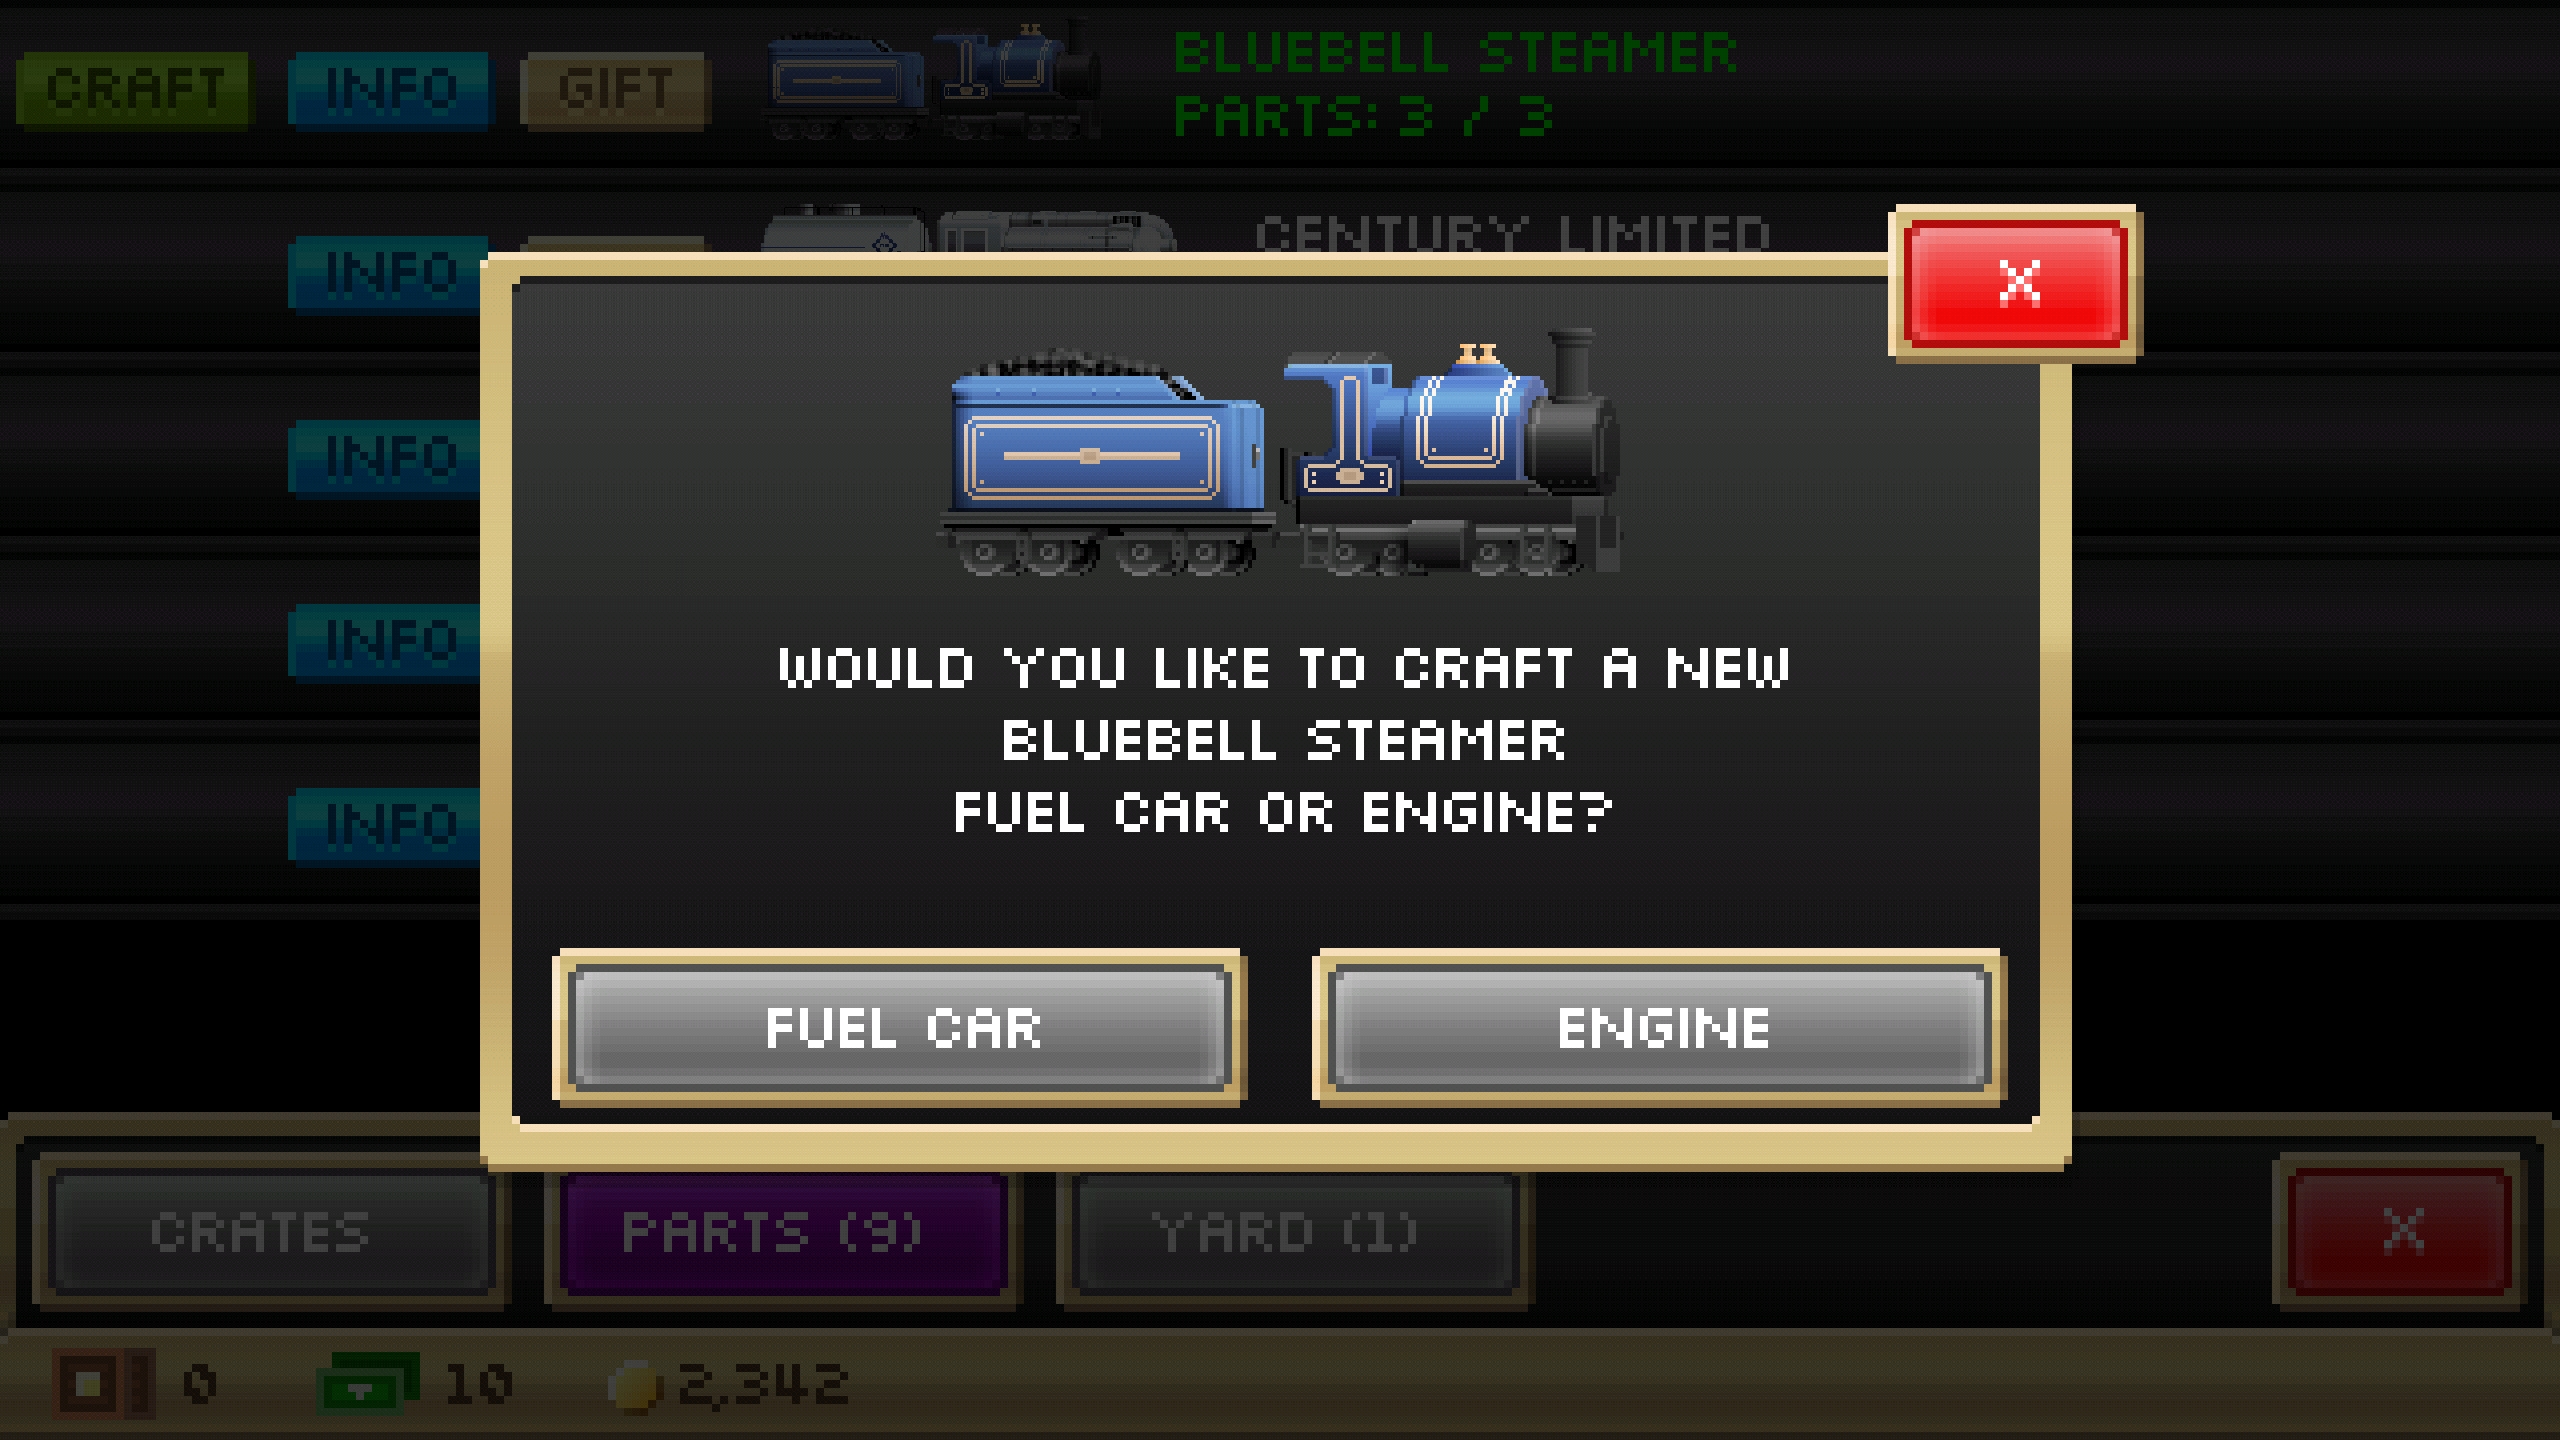 CRAFT INFO GIFT BLUEBELL STEAMER
PARTS: 3 / 3
INFO CENTURY LIMITED
X
INFO
INFO
INFO
WOULD YOU LIKE TO CRAFT A NEW
BLUEBELL STEAMER
FUEL CAR OR ENGINE?
FUEL CAR ENGINE
CRATES PARTS (9) YARD (1) X
0 10 2,342